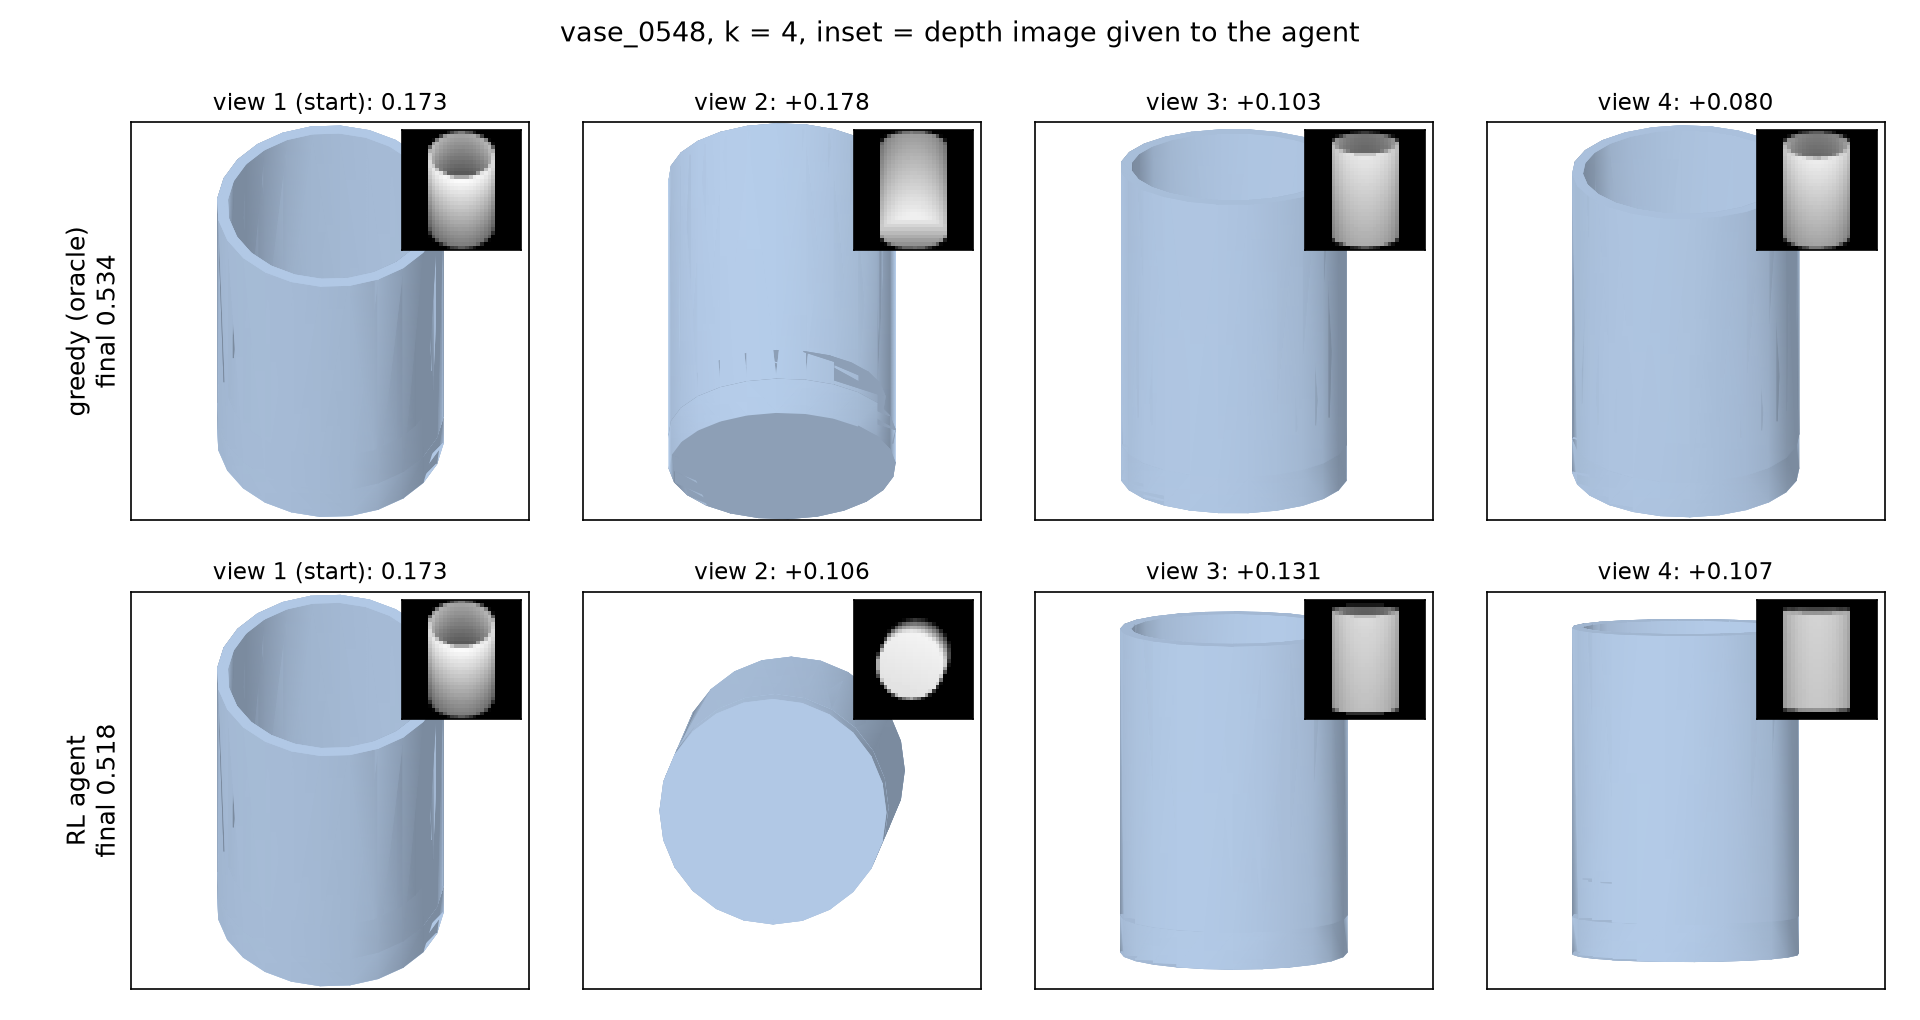 vase_0548, k = 4, inset = depth image given to the agent
view 1 (start): 0.173
view 2: +0.178
view 3: +0.103
view 4: +0.080
greedy (oracle)
final 0.534
view 1 (start): 0.173
view 2: +0.106
view 3: +0.131
view 4: +0.107
RL agent
final 0.518